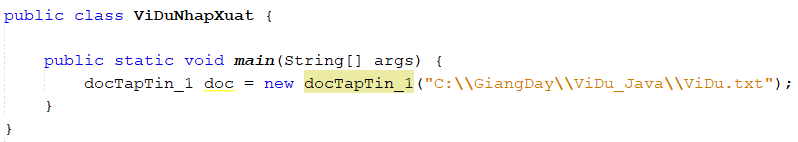 public class ViDuNhapXuat {
public static void main(String[] args) {
docTapTin_1 doc = new docTapTin_1("C:\\GiangDay\\ViDu_Java\\ViDu.txt");
}
}